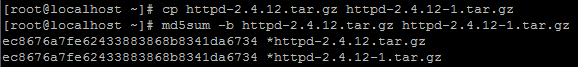 [root@localhost ~]# cp httpd-2.4.12.tar.gz httpd-2.4.12-1.tar.gz
[root@localhost ~]# md5sum -b httpd-2.4.12.tar.gz httpd-2.4.12-1.tar.gz
ec8676a7fe62433883868b8341da6734 *httpd-2.4.12.tar.gz
ec8676a7fe62433883868b8341da6734 *httpd-2.4.12-1.tar.gz